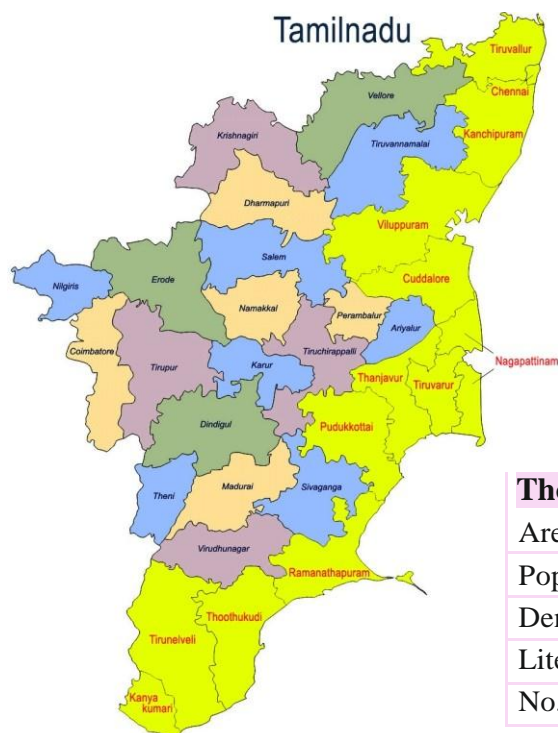 Tamilnadu
Tiruvallur
Chennai
Vellore
Kanchipuram
Krishnagiri
Tiruvannamalai
Dharmapuri
Viluppuram
Salem
Cuddalore
Erode
Nilgiris
Namakkal
Perambalur
Ariyalur
Coimbatore
Tirupur
Karur
Tiruchirappalli
Nagapattinam
Thanjavur
Tiruvarur
Pudukkottai
Dindigul
Theni
Madurai
Sivaganga
Virudhunagar
Ramanathapuram
Thoothukudi
Tirunelveli
Kanya
kumari